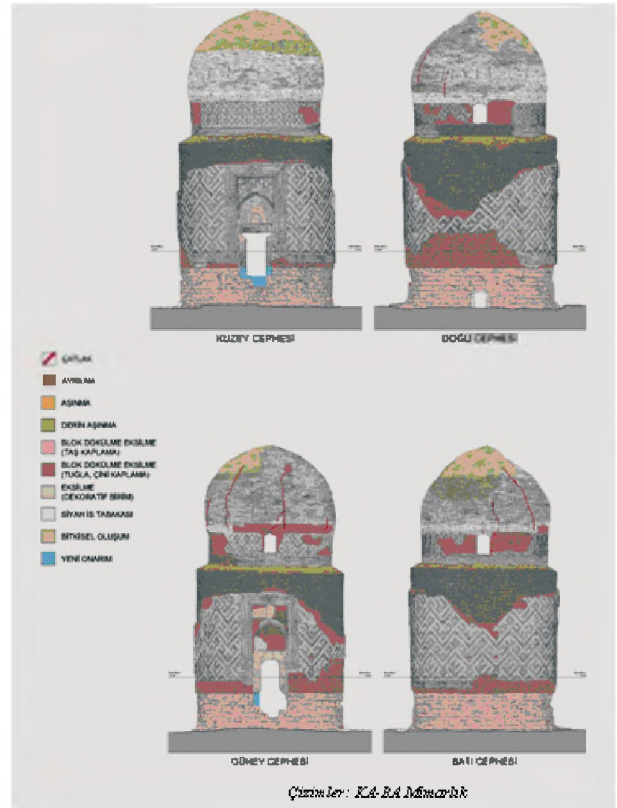 KUZEY CEPHESİ
DOĞU CEPHESİ
ÇATLAK
AYRILMA
AŞINMA
DERİN AŞINMA
BLOK DÖKÜLME EKSİLME
(TAŞ KAPLAMA)
BLOK DÖKÜLME EKSİLME
(TUĞLA, ÇİNİ KAPLAMA)
EKSİLME
(DEKORATİF BİRİM)
SİYAH İS TABAKASI
BİTKİSEL OLUŞUM
YENİ ONARIM
GÜNEY CEPHESİ
BATI CEPHESİ
Çizimler: KA-BA Mimarlık